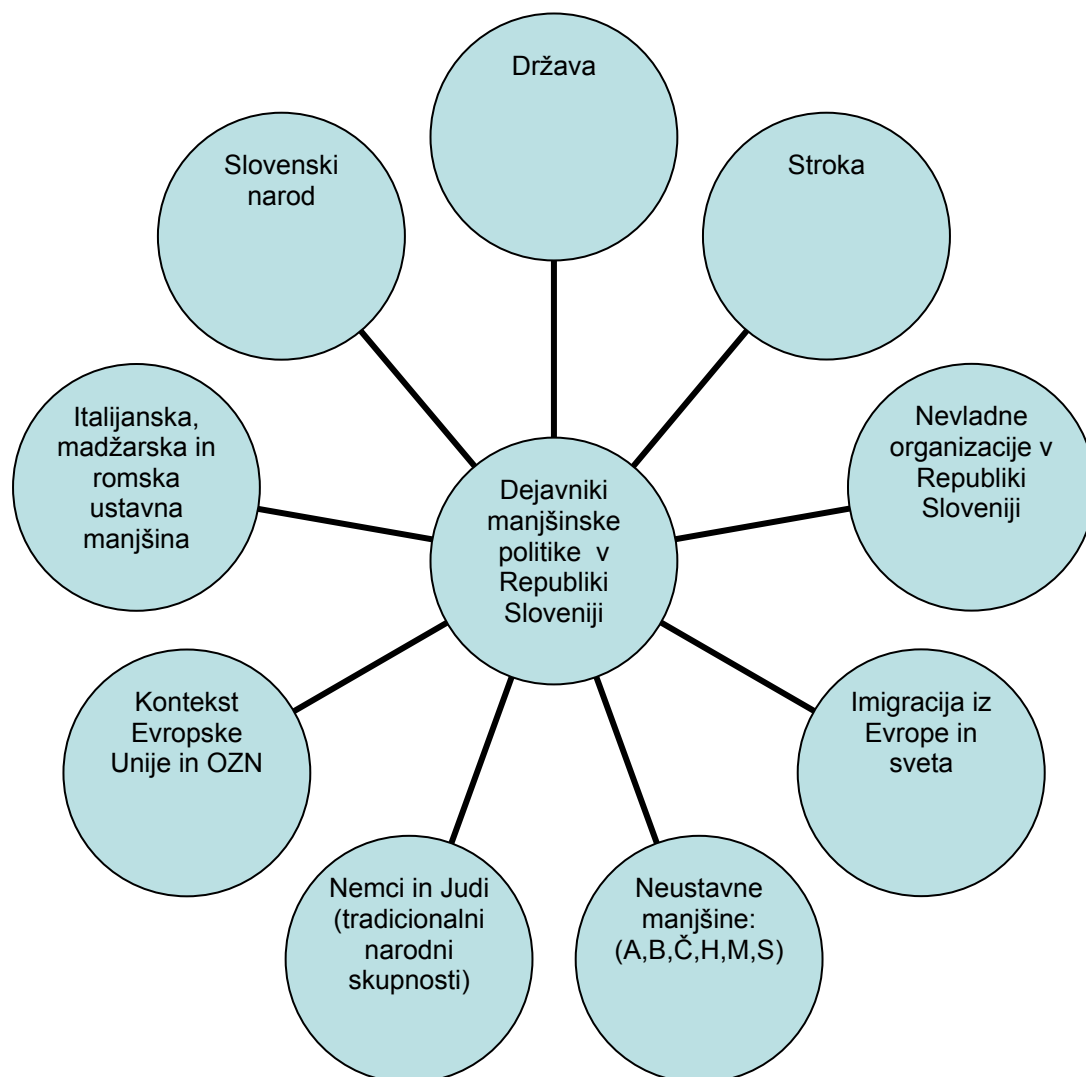 Država
Slovenski
narod
Stroka
Italijanska,
madžarska in
romska
ustavna
manjšina
Nevladne
organizacije v
Republiki
Sloveniji
Dejavniki
manjšinske
politike v
Republiki
Sloveniji
Kontekst
Evropske
Unije in OZN
Imigracija iz
Evrope in
sveta
Nemci in Judi
(tradicionalni
narodni
skupnosti)
Neustavne
manjšine:
(A,B,Č,H,M,S)